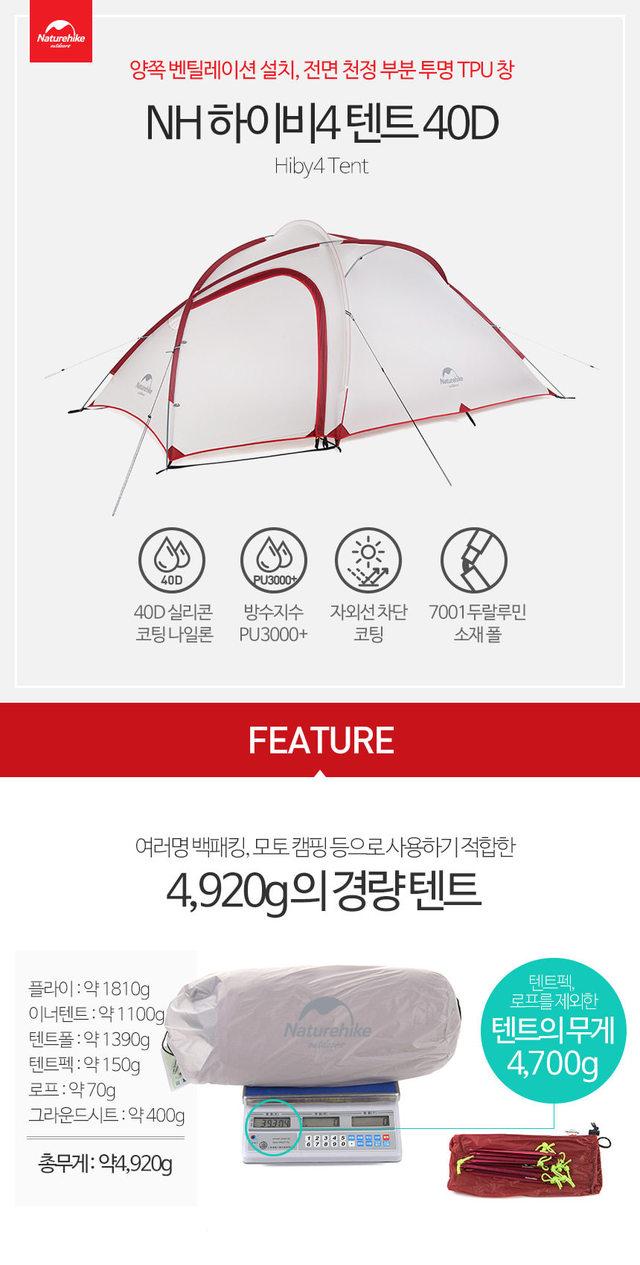 Naturehike
outdoors
양쪽 벤틸레이션 설치, 전면 천정 부분 투명 TPU 창
NH 하이비4 텐트 40D
Hiby4 Tent
Naturehike
Naturehike
40D
PU3000+
40D 실리콘
코팅 나일론
방수지수
PU3000+
자외선 차단
코팅
7001 두랄루민
소재 폴
FEATURE
여러명 백패킹, 모토 캠핑 등으로 사용하기 적합한
4,920g의 경량 텐트
플라이 : 약 1810g
이너텐트 : 약 1100g
텐트폴 : 약 1390g
텐트펙 : 약 150g
로프 : 약 70g
그라운드시트 : 약 400g
총무게 : 약4,920g
Naturehike
outdoors
텐트펙,
로프를 제외한
텐트의 무게
4,700g